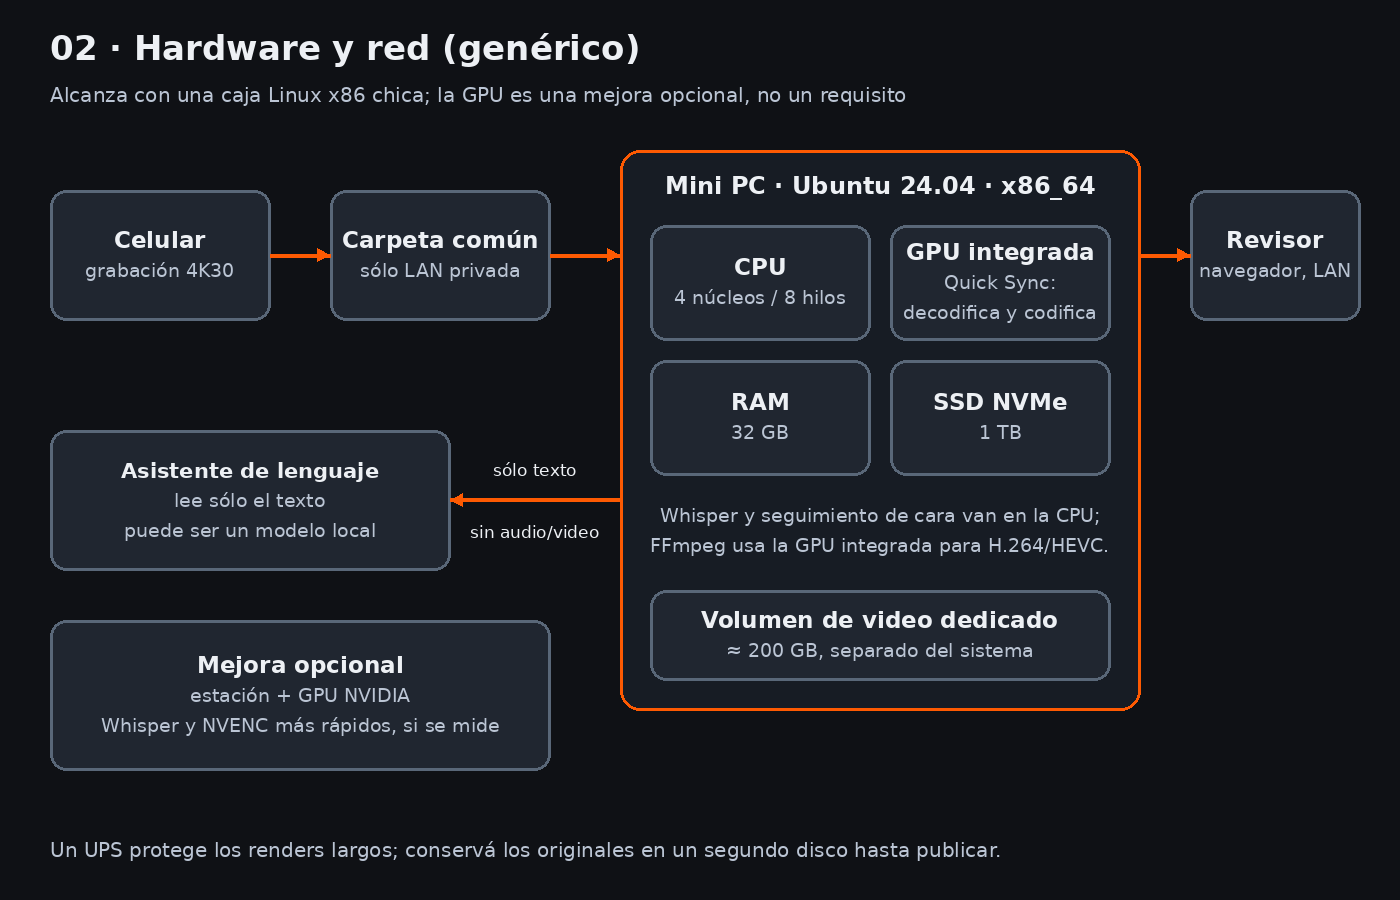 02 · Hardware y red (genérico)
Alcanza con una caja Linux x86 chica; la GPU es una mejora opcional, no un requisito
Celular
grabación 4K30
Carpeta común
sólo LAN privada
Mini PC · Ubuntu 24.04 · x86_64
CPU
4 núcleos / 8 hilos
GPU integrada
Quick Sync:
decodifica y codifica
RAM
32 GB
SSD NVMe
1 TB
Whisper y seguimiento de cara van en la CPU;
FFmpeg usa la GPU integrada para H.264/HEVC.
Volumen de video dedicado
≈ 200 GB, separado del sistema
Revisor
navegador, LAN
Asistente de lenguaje
lee sólo el texto
puede ser un modelo local
sólo texto
sin audio/video
Mejora opcional
estación + GPU NVIDIA
Whisper y NVENC más rápidos, si se mide
Un UPS protege los renders largos; conservá los originales en un segundo disco hasta publicar.